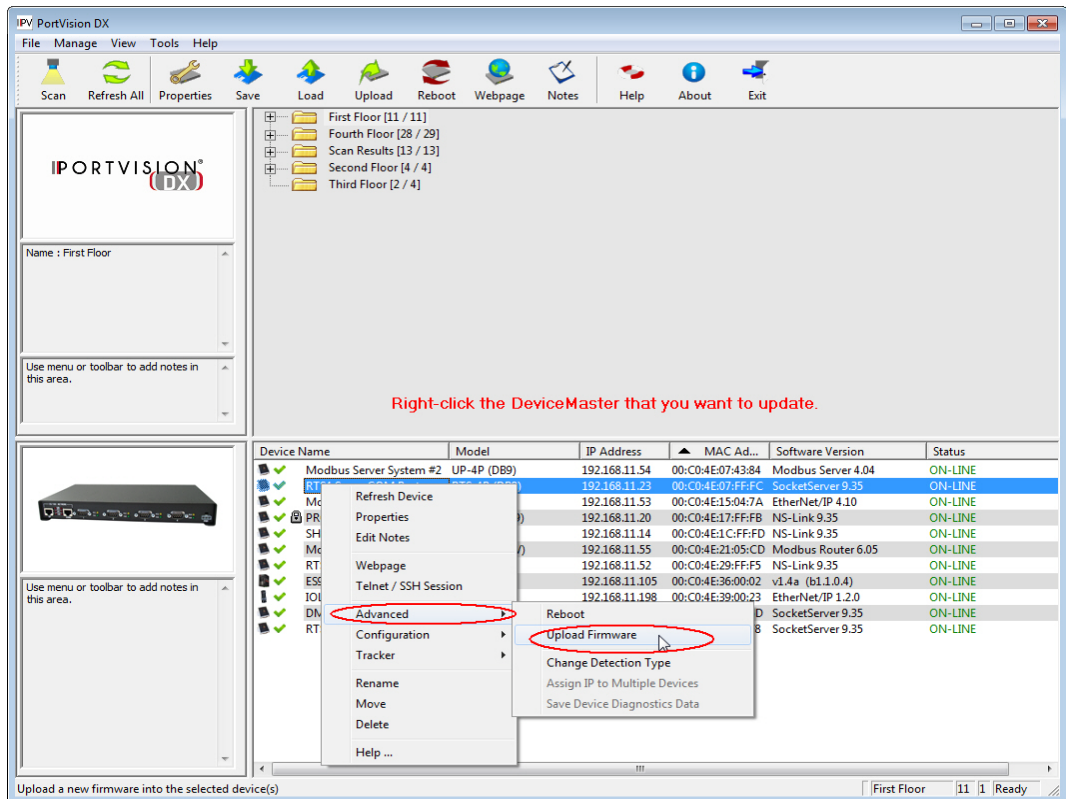 IPV PortVision DX
File Manage View Tools Help
Scan Refresh All Properties Save Load Upload Reboot Webpage Notes Help About Exit
PORTVISION®
DX
First Floor [11 / 11]
Fourth Floor [28 / 29]
Scan Results [13 / 13]
Second Floor [4 / 4]
Third Floor [2 / 4]
Name : First Floor
Use menu or toolbar to add notes in
this area.
Right-click the DeviceMaster that you want to update.
Device Name Model IP Address MAC Ad... Software Version Status
Modbus Server System #2 UP-4P (DB9) 192.168.11.54 00:C0:4E:07:43:84 Modbus Server 4.04 ON-LINE
192.168.11.23 00:C0:4E:07:FF:FC SocketServer 9.35 ON-LINE
Mo 192.168.11.53 00:C0:4E:15:04:7A EtherNet/IP 4.10 ON-LINE
PR 192.168.11.20 00:C0:4E:17:FF:FB NS-Link 9.35 ON-LINE
SH 192.168.11.14 00:C0:4E:1C:FF:FD NS-Link 9.35 ON-LINE
Mo 192.168.11.55 00:C0:4E:21:05:CD Modbus Router 6.05 ON-LINE
RT 192.168.11.52 00:C0:4E:29:FF:F5 NS-Link 9.35 ON-LINE
ES9 192.168.11.105 00:C0:4E:36:00:02 v1.4a (b1.1.0.4) ON-LINE
IOL 192.168.11.198 00:C0:4E:39:00:23 EtherNet/IP 1.2.0 ON-LINE
DM D SocketServer 9.35 ON-LINE
RT 8 SocketServer 9.35 ON-LINE
Refresh Device
Properties
Edit Notes
Webpage
Telnet / SSH Session
Advanced
Configuration
Tracker
Rename
Move
Delete
Help ...
Reboot
Upload Firmware
Change Detection Type
Assign IP to Multiple Devices
Save Device Diagnostics Data
Use menu or toolbar to add notes in
this area.
Upload a new firmware into the selected device(s) First Floor 11 1 Ready